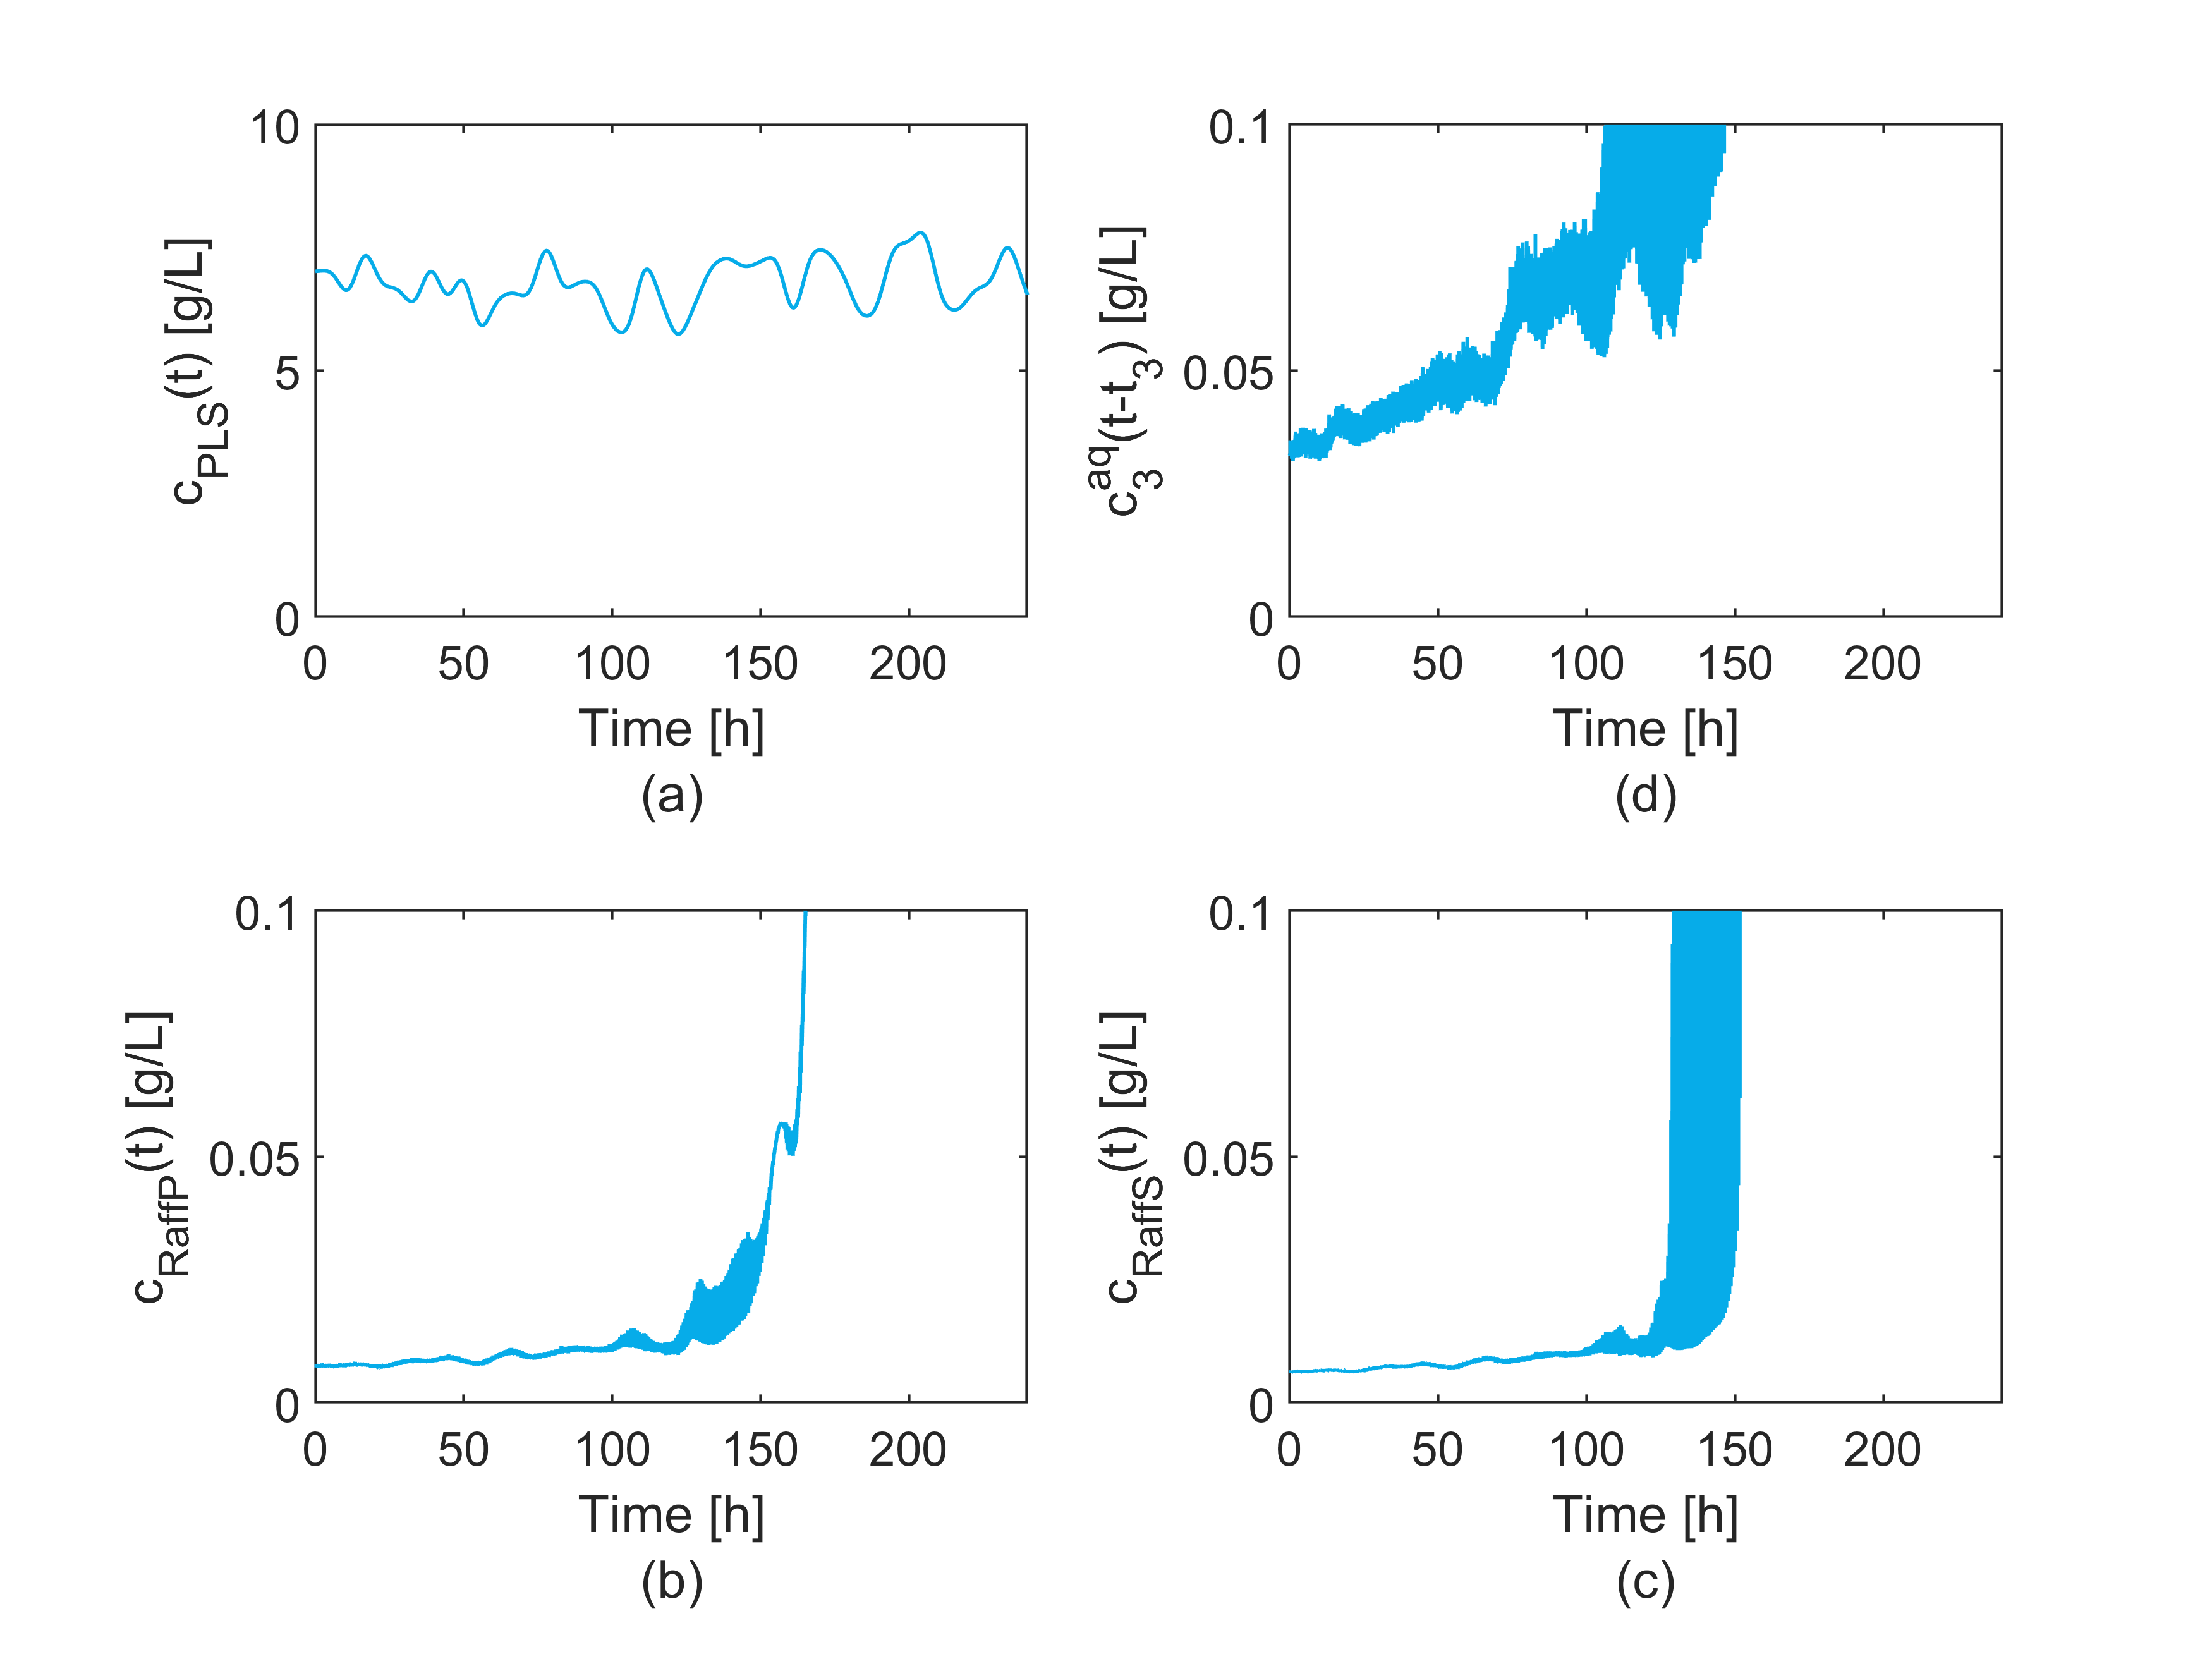 10
5
0
c_PLS(t) [g/L]
0 50 100 150 200
Time [h]
(a)
0.1
0.05
0
c_3^aq(t-t_3) [g/L]
0 50 100 150 200
Time [h]
(d)
0.1
0.05
0
c_RaffP(t) [g/L]
0 50 100 150 200
Time [h]
(b)
0.1
0.05
0
c_RaffS(t) [g/L]
0 50 100 150 200
Time [h]
(c)